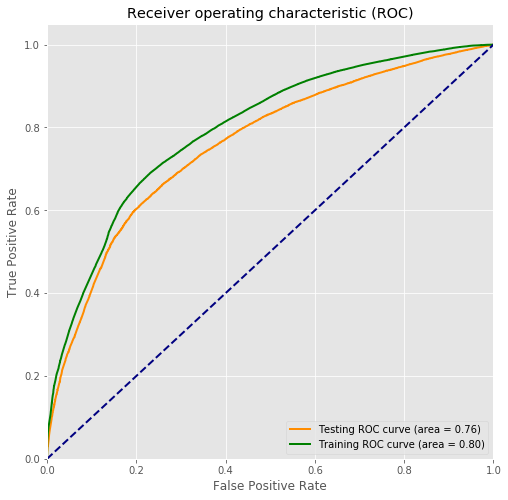 Receiver operating characteristic (ROC)
True Positive Rate
1.0
0.8
0.6
0.4
0.2
0.0
Testing ROC curve (area = 0.76)
Training ROC curve (area = 0.80)
0.0 0.2 0.4 0.6 0.8 1.0
False Positive Rate